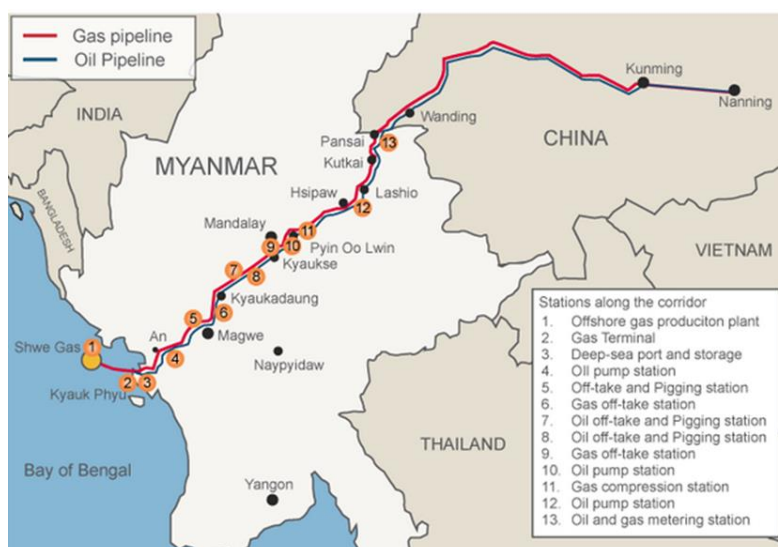 Gas pipeline
Oil Pipeline
INDIA
BANGLADESH
MYANMAR
CHINA
VIETNAM
THAILAND
Kunming
Nanning
Wanding
Pansai
13
Kutkai
Hsipaw
Lashio
12
Mandalay
11
9
10
Pyin Oo Lwin
Kyaukse
7
8
Kyaukadaung
6
5
Magwe
An
4
Naypyidaw
1
Shwe Gas
2
3
Kyauk Phyu
Bay of Bengal
Yangon
Stations along the corridor
1. Offshore gas produciton plant
2. Gas Terminal
3. Deep-sea port and storage
4. OIl pump station
5. Off-take and Pigging station
6. Gas off-take station
7. Oil off-take and Pigging station
8. Oil off-take and Pigging station
9. Gas off-take station
10. Oil pump station
11. Gas compression station
12. Oil pump station
13. Oil and gas metering station